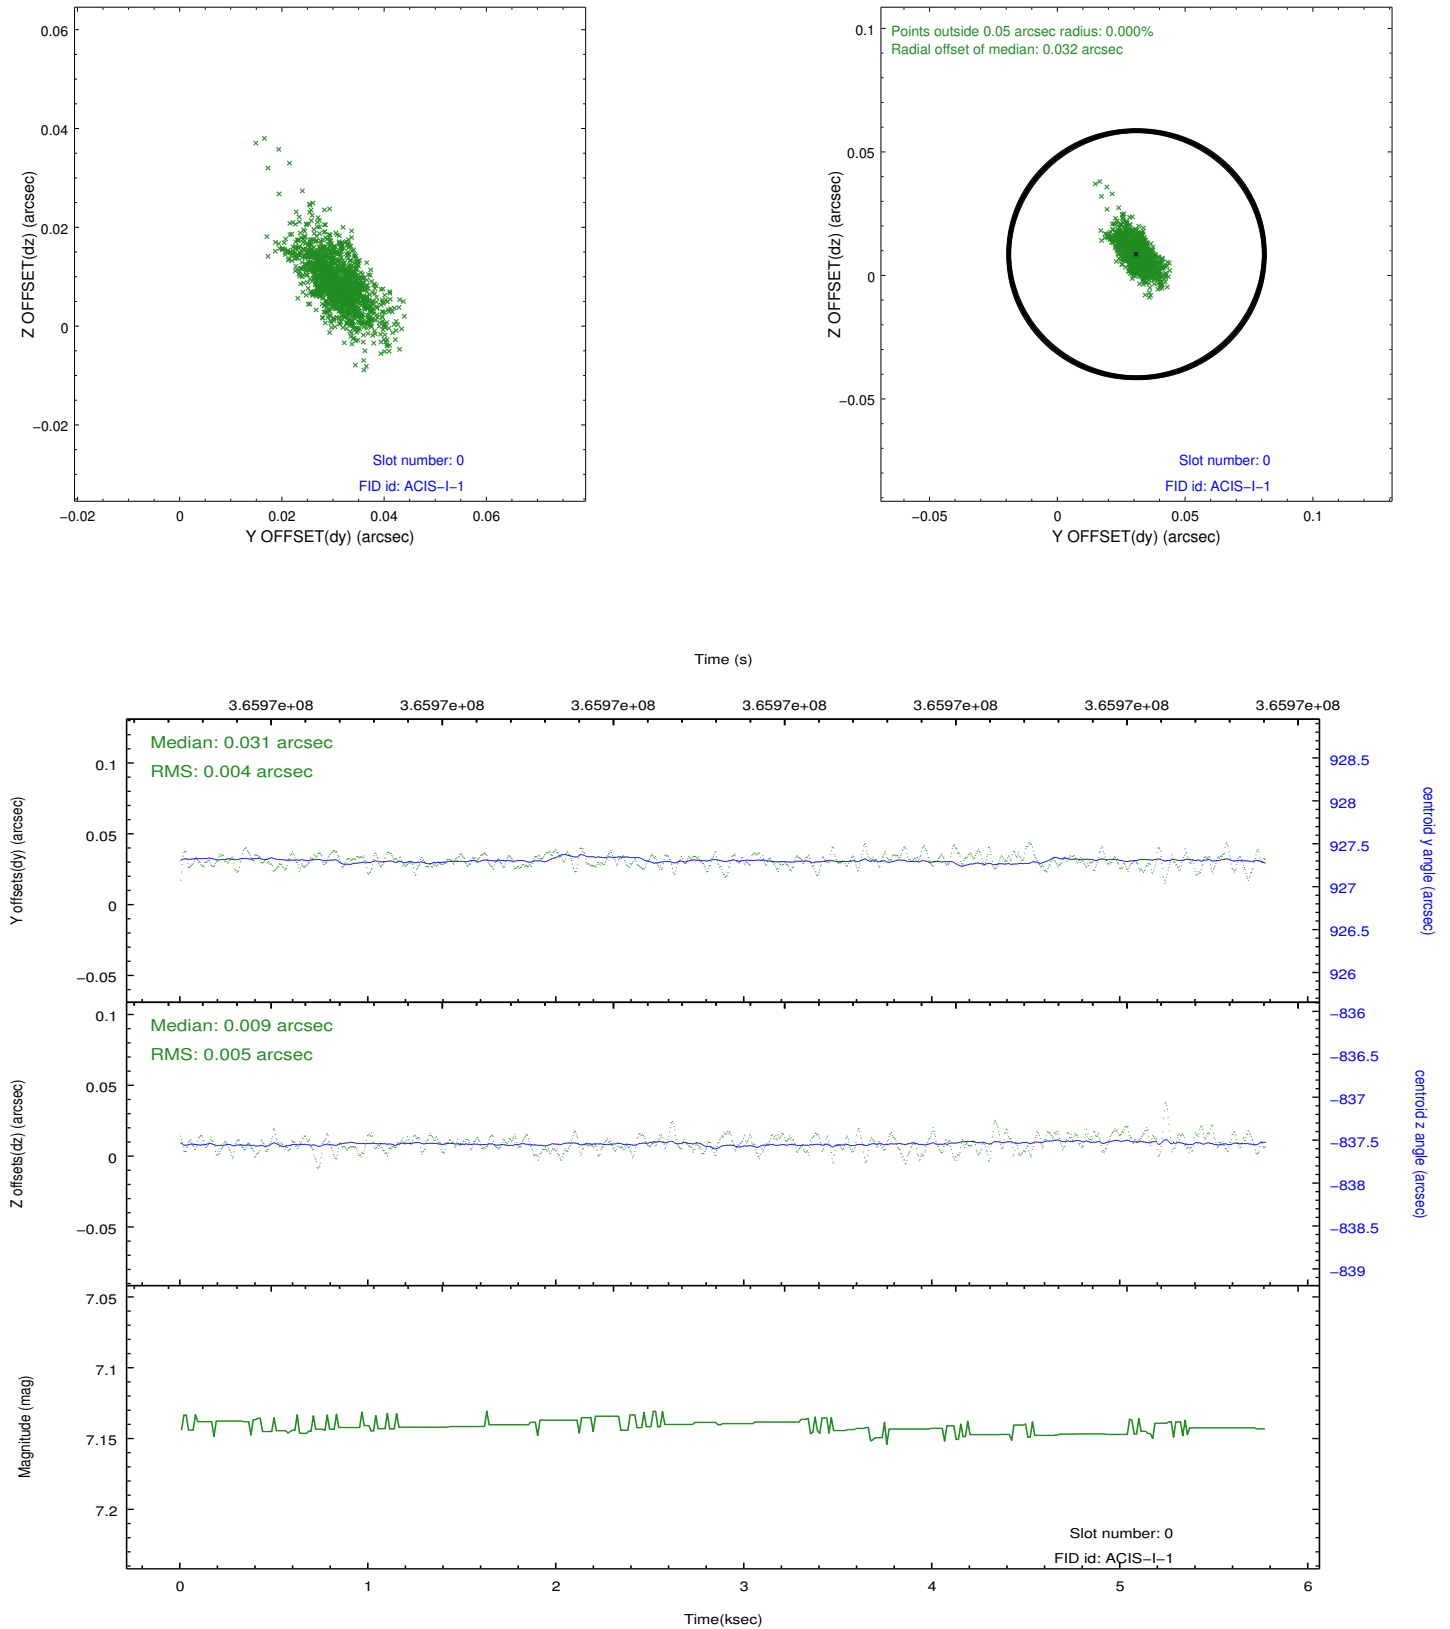 0.06
0.04
0.02
0
−0.02
Z OFFSET(dz) (arcsec)
Slot number: 0
FID id: ACIS−I−1
−0.02 0 0.02 0.04 0.06
Y OFFSET(dy) (arcsec)
Points outside 0.05 arcsec radius: 0.000%
Radial offset of median: 0.032 arcsec
0.1
0.05
0
−0.05
Z OFFSET(dz) (arcsec)
Slot number: 0
FID id: ACIS−I−1
−0.05 0 0.05 0.1
Y OFFSET(dy) (arcsec)
Time (s)
3.6597e+08 3.6597e+08 3.6597e+08 3.6597e+08 3.6597e+08 3.6597e+08 3.6597e+08
Median: 0.031 arcsec
RMS: 0.004 arcsec
0.1
0.05
0
−0.05
Y offsets(dy) (arcsec)
928.5
928
927.5
927
926.5
926
centroid y angle (arcsec)
Median: 0.009 arcsec
RMS: 0.005 arcsec
0.1
0.05
0
−0.05
Z offsets(dz) (arcsec)
−836
−836.5
−837
−837.5
−838
−838.5
−839
centroid z angle (arcsec)
7.05
7.1
7.15
7.2
Magnitude (mag)
Slot number: 0
FID id: ACIS−I−1
0 1 2 3 4 5 6
Time(ksec)